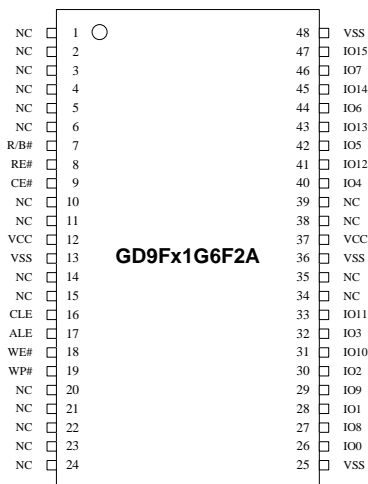 NC 1 48 VSS
NC 2 47 IO15
NC 3 46 IO7
NC 4 45 IO14
NC 5 44 IO6
NC 6 43 IO13
R/B# 7 42 IO5
RE# 8 41 IO12
CE# 9 40 IO4
NC 10 39 NC
NC 11 38 NC
VCC 12 37 VCC
VSS 13 GD9Fx1G6F2A 36 VSS
NC 14 35 NC
NC 15 34 NC
CLE 16 33 IO11
ALE 17 32 IO3
WE# 18 31 IO10
WP# 19 30 IO2
NC 20 29 IO9
NC 21 28 IO1
NC 22 27 IO8
NC 23 26 IO0
NC 24 25 VSS